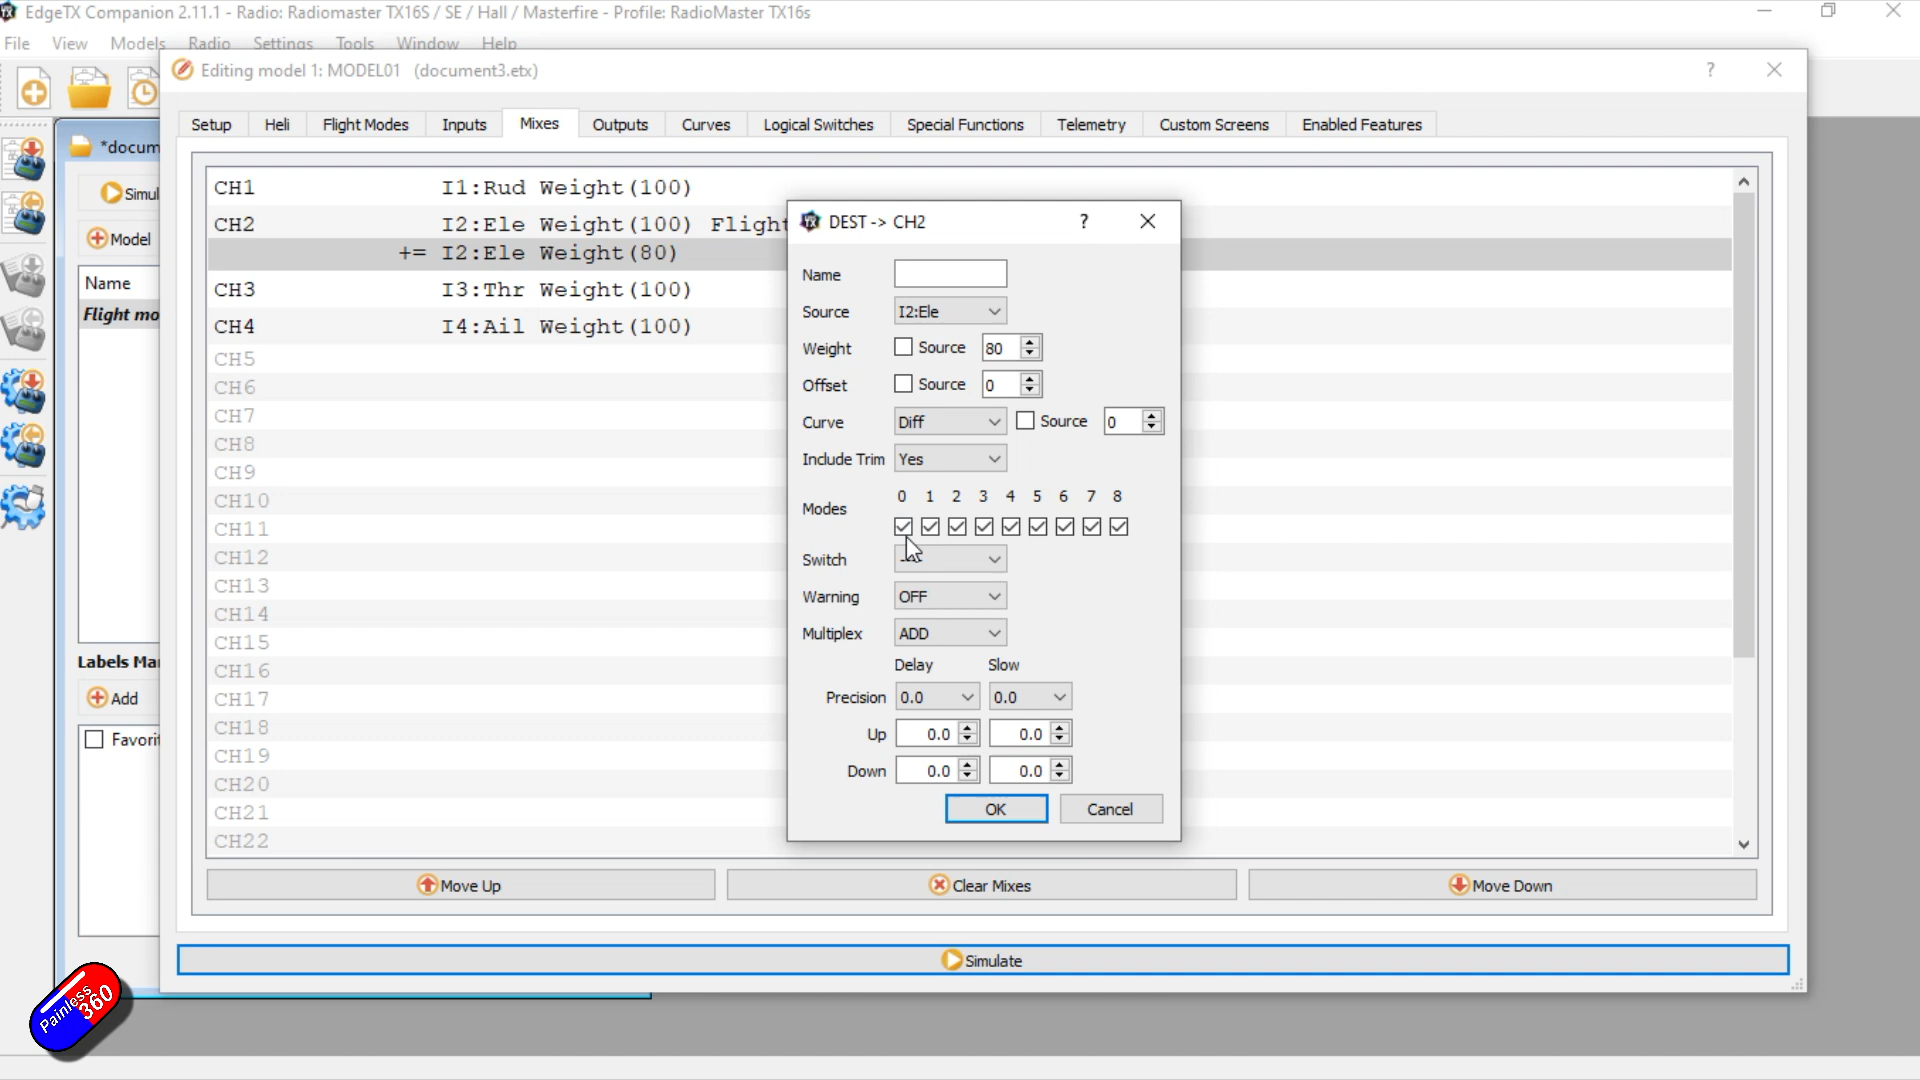 EdgeTX Companion 2.11.1 - Radio: Radiomaster TX16S / SE / Hall / Masterfire - Profile: RadioMaster TX16s
File View Models Radio Settings Tools Window Help
Editing model 1: MODEL01 (document3.etx)
?
Setup Heli Flight Modes Inputs Mixes Outputs Curves Logical Switches Special Functions Telemetry Custom Screens Enabled Features
*docum
Simul
Model
Name
Flight mo
Labels Ma
Add
Favorit
CH1 I1:Rud Weight(100)
CH2 I2:Ele Weight(100) Flight
+= I2:Ele Weight(80)
CH3 I3:Thr Weight(100)
CH4 I4:Ail Weight(100)
CH5
CH6
CH7
CH8
CH9
CH10
CH11
CH12
CH13
CH14
CH15
CH16
CH17
CH18
CH19
CH20
CH21
CH22
DEST -> CH2 ?
Name
Source I2:Ele
Weight Source 80
Offset Source 0
Curve Diff Source 0
Include Trim Yes
0 1 2 3 4 5 6 7 8
Modes
Switch
Warning OFF
Multiplex ADD
Delay Slow
Precision 0.0 0.0
Up 0.0 0.0
Down 0.0 0.0
OK Cancel
Move Up Clear Mixes Move Down
Simulate
Painless
360